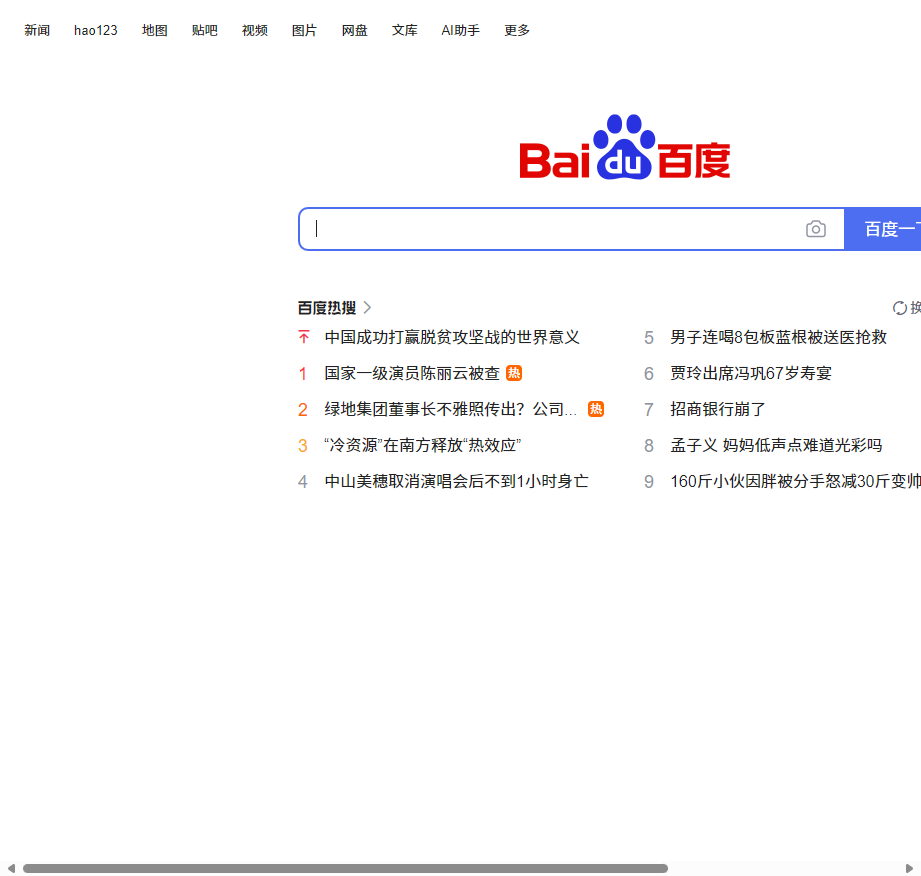 新闻 hao123 地图 贴吧 视频 图片 网盘 文库 AI助手 更多
Bai du 百度
百度一
百度热搜
换
中国成功打赢脱贫攻坚战的世界意义
1 国家一级演员陈丽云被查 热
2 绿地集团董事长不雅照传出？公司... 热
3 “冷资源”在南方释放“热效应”
4 中山美穗取消演唱会后不到1小时身亡
5 男子连喝8包板蓝根被送医抢救
6 贾玲出席冯巩67岁寿宴
7 招商银行崩了
8 孟子义 妈妈低声点难道光彩吗
9 160斤小伙因胖被分手怒减30斤变帅